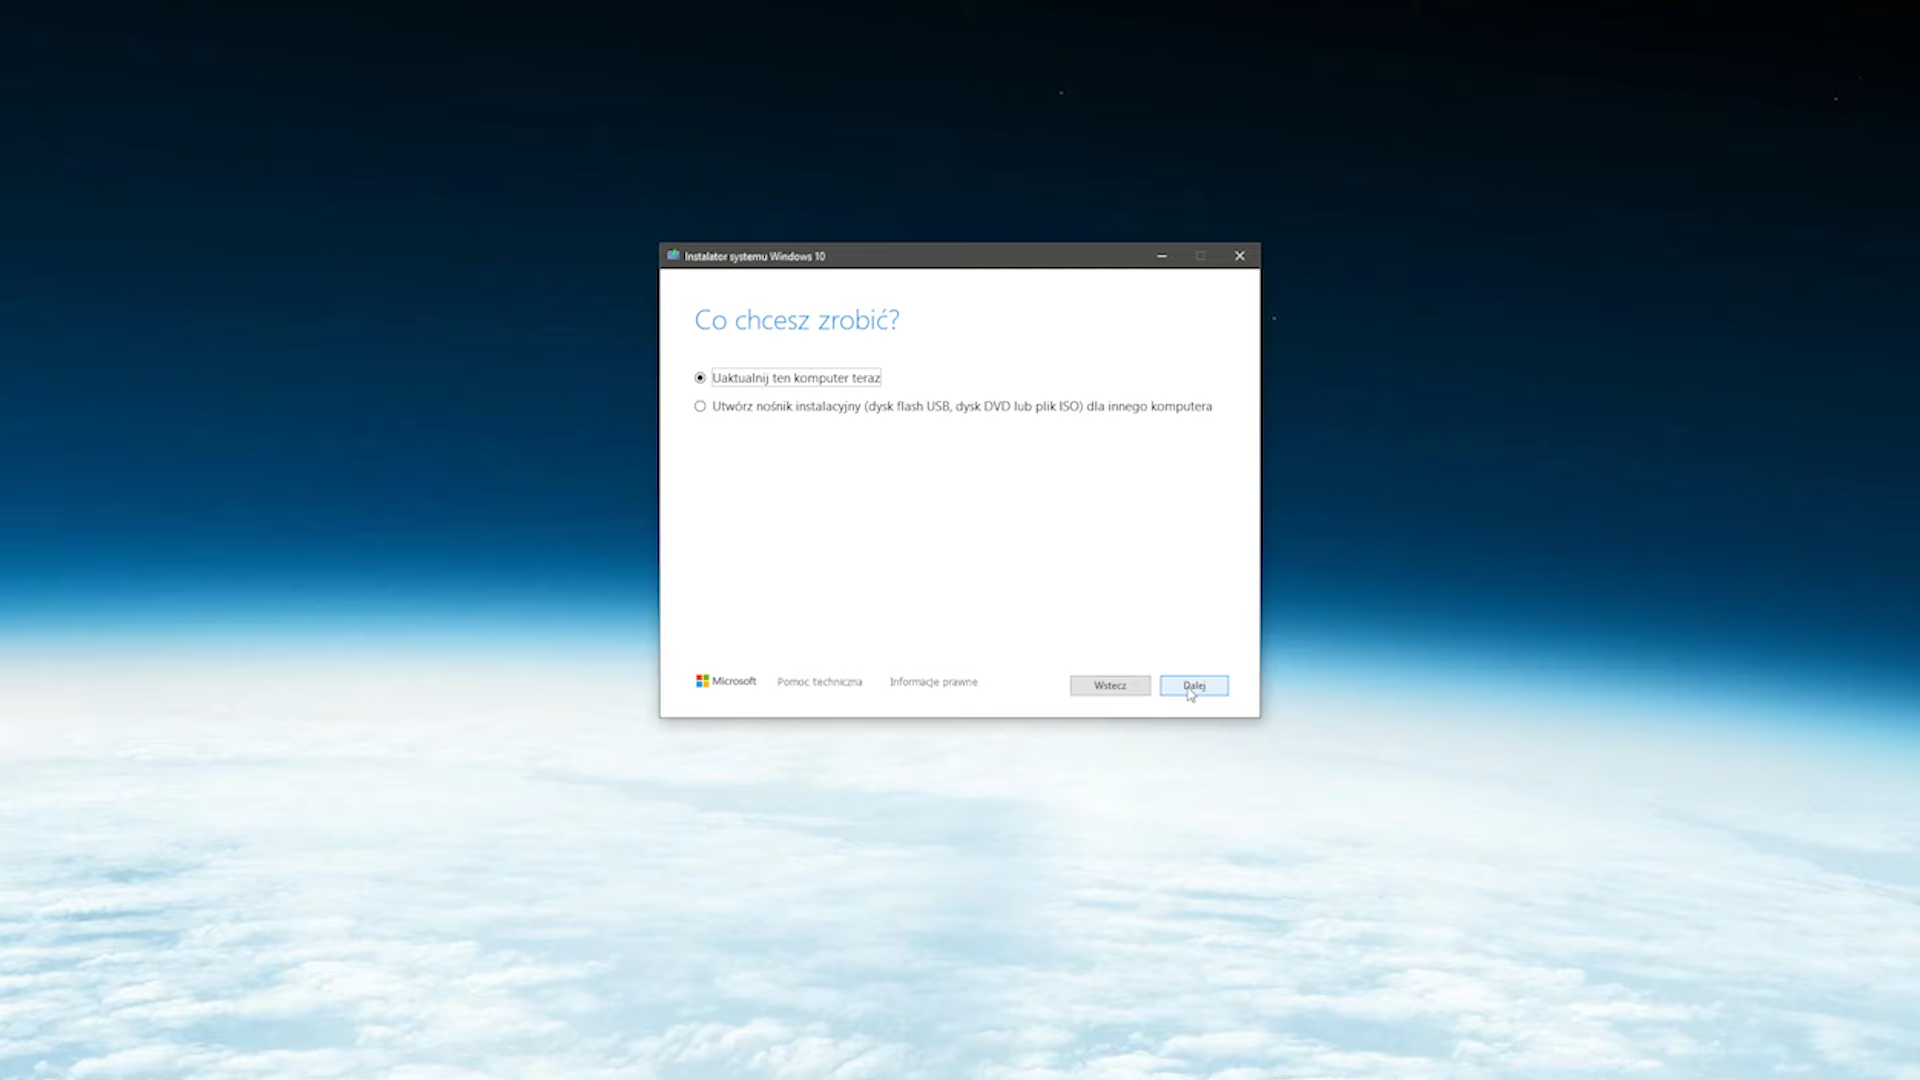 Instalator systemu Windows 10
Co chcesz zrobić?
Uaktualnij ten komputer teraz
Utwórz nośnik instalacyjny (dysk flash USB, dysk DVD lub plik ISO) dla innego komputera
Microsoft Pomoc techniczna Informacje prawne Wstecz Dalej